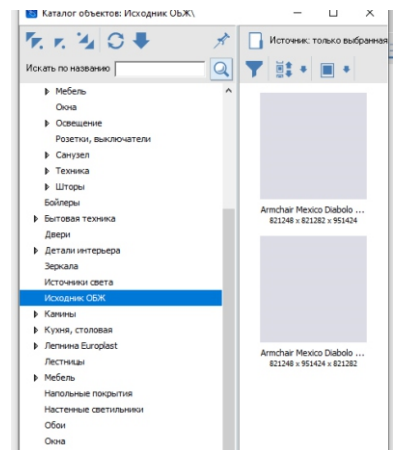 Каталог объектов: Исходник ОБЖ\
Источник: только выбранная
Искать по названию
Мебель
Окна
Освещение
Розетки, выключатели
Санузел
Техника
Шторы
Бойлеры
Бытовая техника
Двери
Детали интерьера
Зеркала
Источники света
Исходник ОБЖ
Камины
Кухня, столовая
Лепнина Europlast
Лестницы
Мебель
Напольные покрытия
Настенные светильники
Обои
Окна
Armchair Mexico Diabolo ...
821248 x 821282 x 951424
Armchair Mexico Diabolo ...
821248 x 951424 x 821282